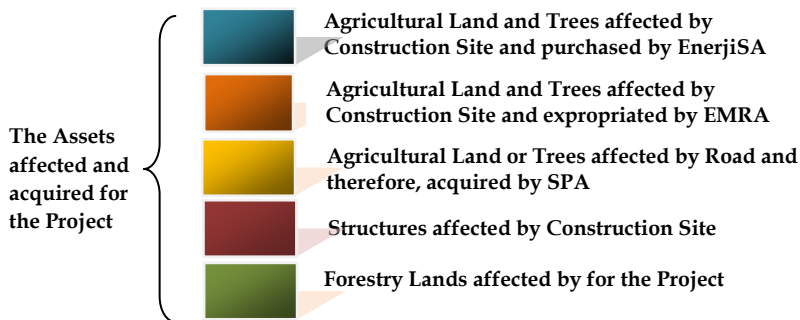 Agricultural Land and Trees affected by
Construction Site and purchased by EnerjiSA
Agricultural Land and Trees affected by
Construction Site and expropriated by EMRA
The Assets
affected and
acquired for
the Project
Agricultural Land or Trees affected by Road and
therefore, acquired by SPA
Structures affected by Construction Site
Forestry Lands affected by for the Project